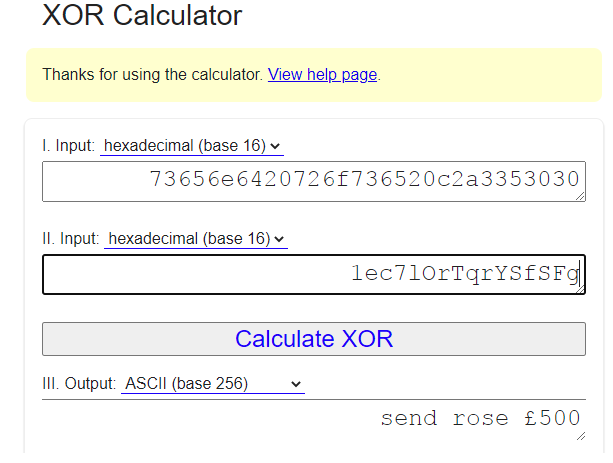 XOR Calculator
Thanks for using the calculator. View help page.
I. Input: hexadecimal (base 16)
73656e6420726f736520c2a3353030
II. Input: hexadecimal (base 16)
1ec7lOrTqrYSfSFg
Calculate XOR
III. Output: ASCII (base 256)
send rose £500